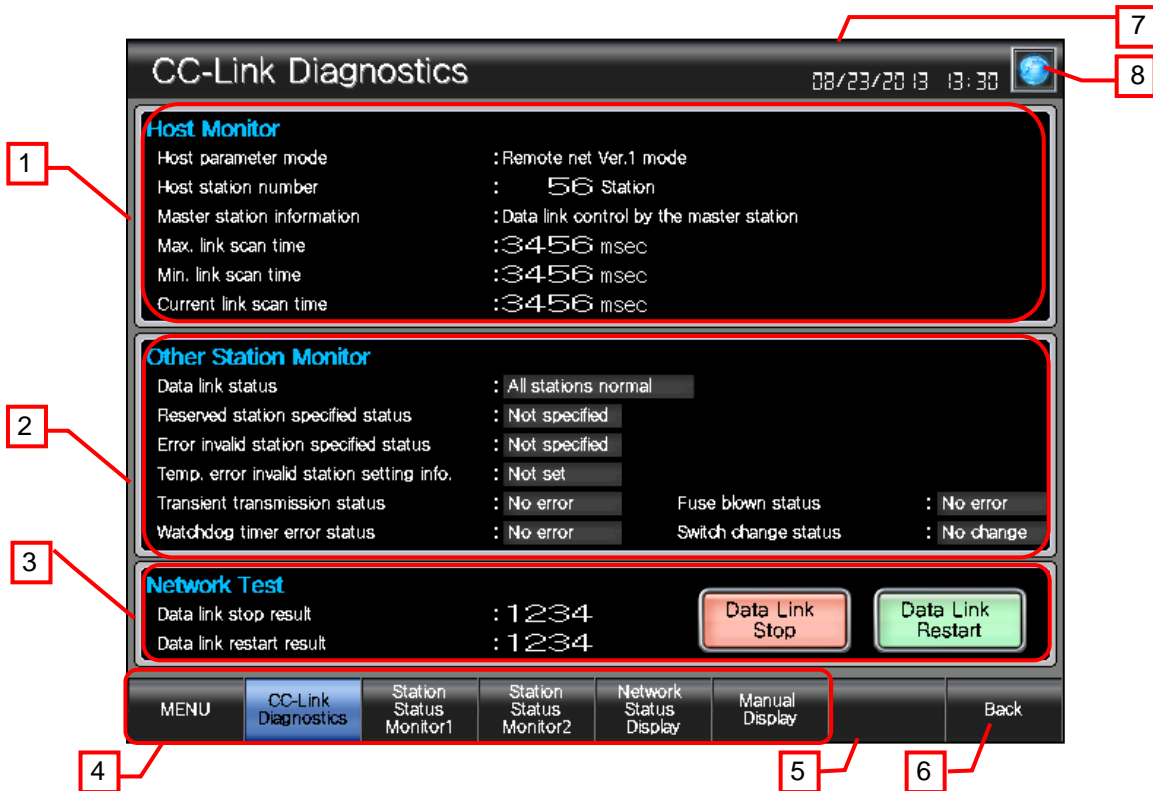 7
CC-Link Diagnostics
08/23/2013 13:30
8
Host Monitor
1
Host parameter mode : Remote net Ver.1 mode
Host station number : 56 Station
Master station information : Data link control by the master station
Max. link scan time : 3456 msec
Min. link scan time : 3456 msec
Current link scan time : 3456 msec
Other Station Monitor
Data link status : All stations normal
2
Reserved station specified status : Not specified
Error invalid station specified status : Not specified
Temp. error invalid station setting info. : Not set
Transient transmission status : No error Fuse blown status : No error
Watchdog timer error status : No error Switch change status : No change
3
Network Test
Data link stop result : 1234
Data link restart result : 1234
Data Link
Stop
Data Link
Restart
MENU
CC-Link
Diagnostics
Station
Status
Monitor1
Station
Status
Monitor2
Network
Status
Display
Manual
Display
Back
4
5
6